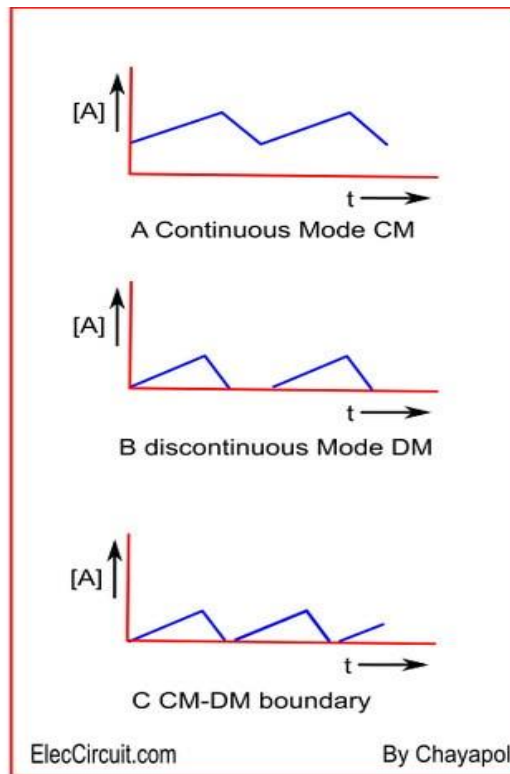 [A]
t
A Continuous Mode CM
[A]
t
B discontinuous Mode DM
[A]
t
C CM-DM boundary
ElecCircuit.com By Chayapol